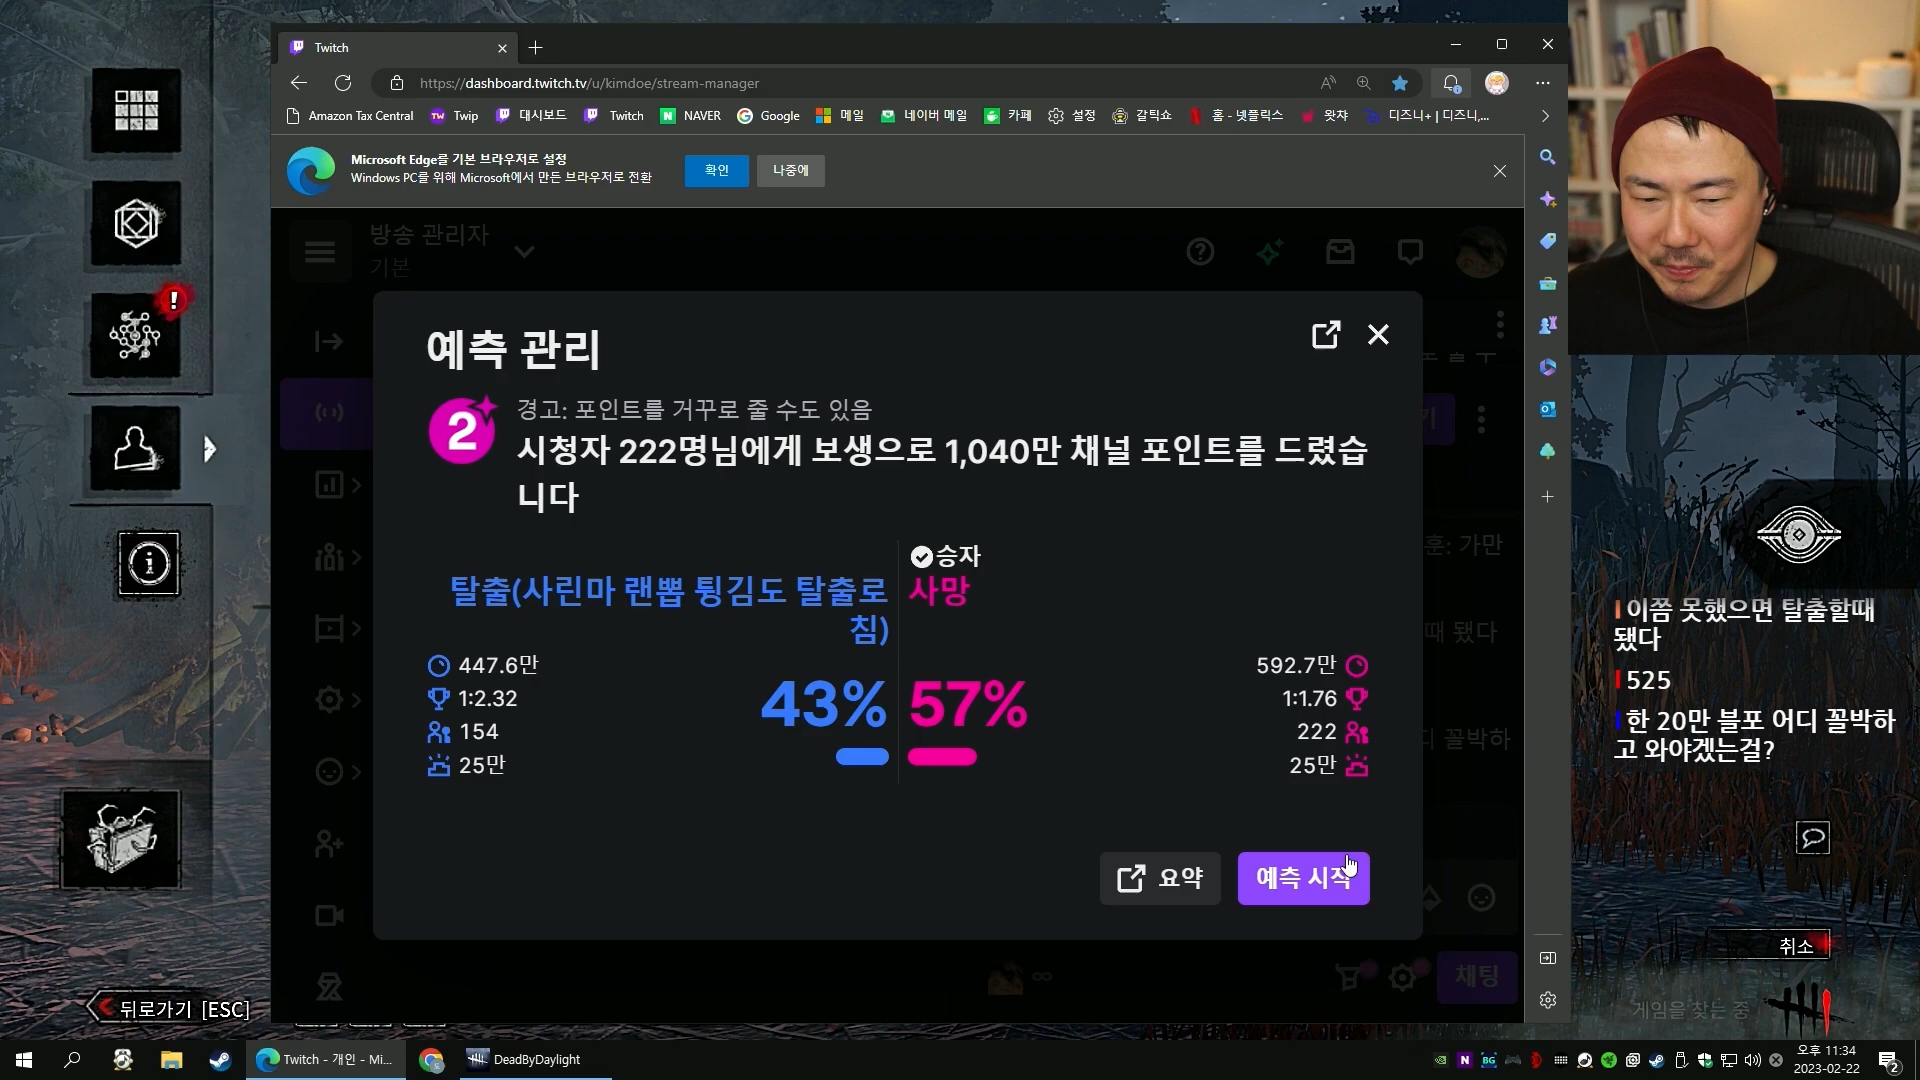 Twitch
https://dashboard.twitch.tv/u/kimdoe/stream-manager
Amazon Tax Central
Twip
대시보드
Twitch
NAVER
Google
메일
네이버 메일
카페
설정
갈틱쇼
홈 - 넷플릭스
왓챠
디즈니+ | 디즈니,...
Microsoft Edge를 기본 브라우저로 설정
Windows PC를 위해 Microsoft에서 만든 브라우저로 전환
확인
나중에
방송 관리자
기본
예측 관리
2
경고: 포인트를 거꾸로 줄 수도 있음
시청자 222명님에게 보생으로 1,040만 채널 포인트를 드렸습
니다
승자
탈출(사린마 랜뽑 튕김도 탈출로
침)
사망
447.6만
1:2.32
154
25만
43%
57%
592.7만
1:1.76
222
25만
요약
예측 시작
훈: 가만
때 됐다
꼴박하
채팅
이쯤 못했으면 탈출할때
됐다
525
한 20만 블포 어디 꼴박하
고 와야겠는걸?
취소
게임을 찾는 중
뒤로가기 [ESC]
Twitch - 개인 - Mi...
DeadByDaylight
오후 11:34
2023-02-22
2